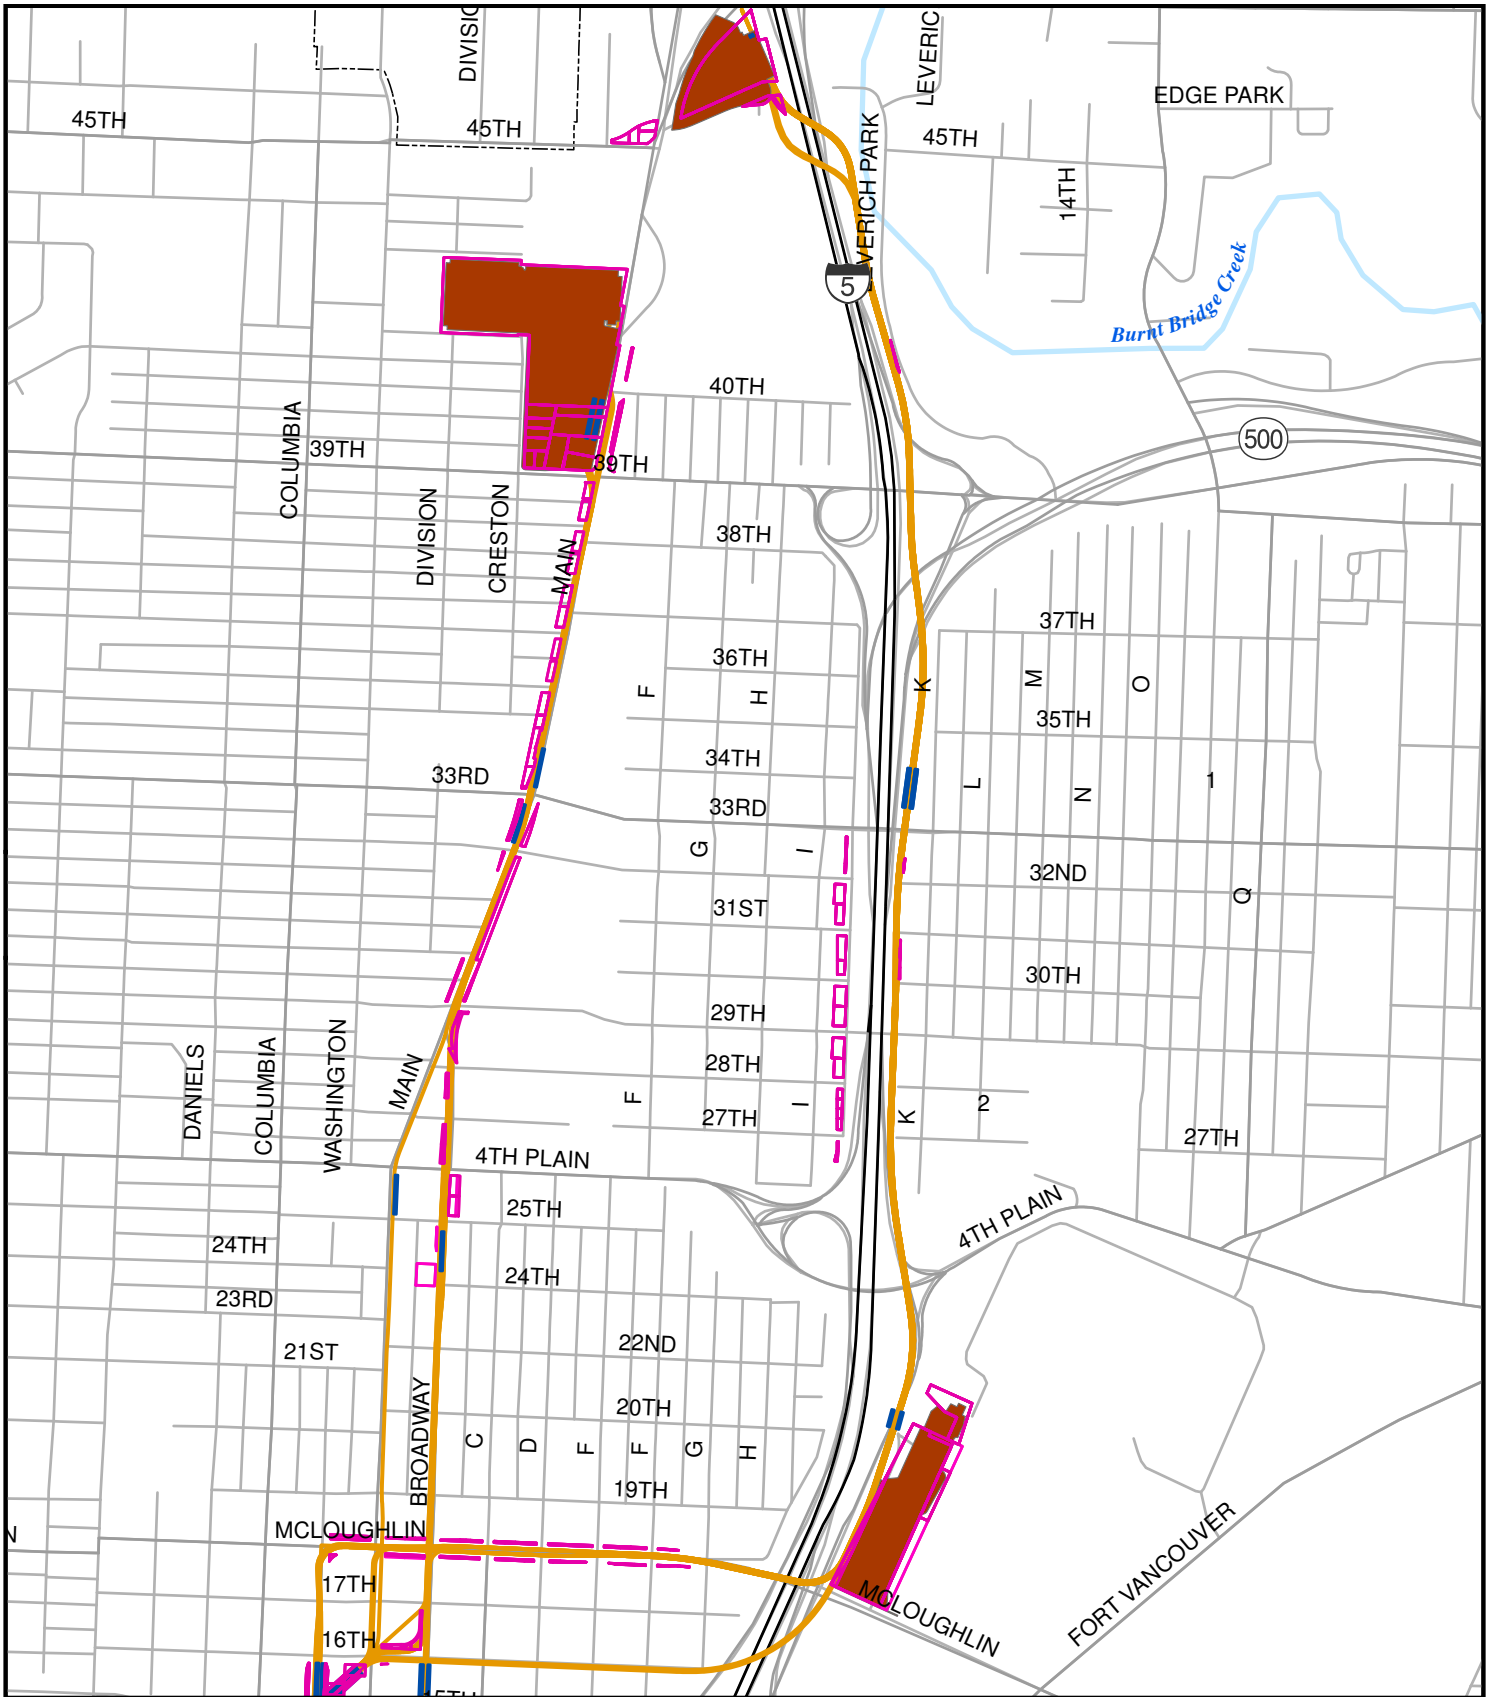 DIVISIO
LEVERIC
EDGE PARK
45TH
45TH
45TH
LEVERICH PARK
14TH
Burnt Bridge Creek
5
40TH
COLUMBIA
39TH
39TH
500
DIVISION
CRESTON
MAIN
38TH
37TH
36TH
F
H
K
M
O
35TH
34TH
33RD
33RD
L
N
1
G
I
32ND
Q
31ST
30TH
29TH
DANIELS
COLUMBIA
WASHINGTON
MAIN
28TH
F
I
K
2
27TH
27TH
4TH PLAIN
25TH
4TH PLAIN
24TH
24TH
23RD
22ND
21ST
BROADWAY
20TH
C
D
F
F
G
H
19TH
MCLOUGHLIN
N
17TH
MCLOUGHLIN
FORT VANCOUVER
16TH
15TH